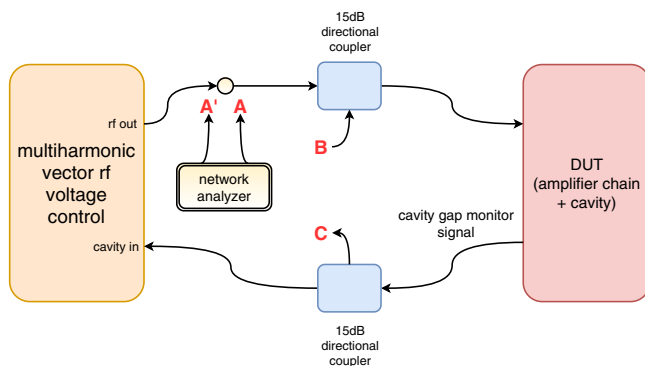 15dB
directional
coupler
rf out
A'
A
multiharmonic
vector rf
voltage
control
B
network
analyzer
DUT
(amplifier chain
+ cavity)
cavity gap monitor
signal
C
cavity in
15dB
directional
coupler